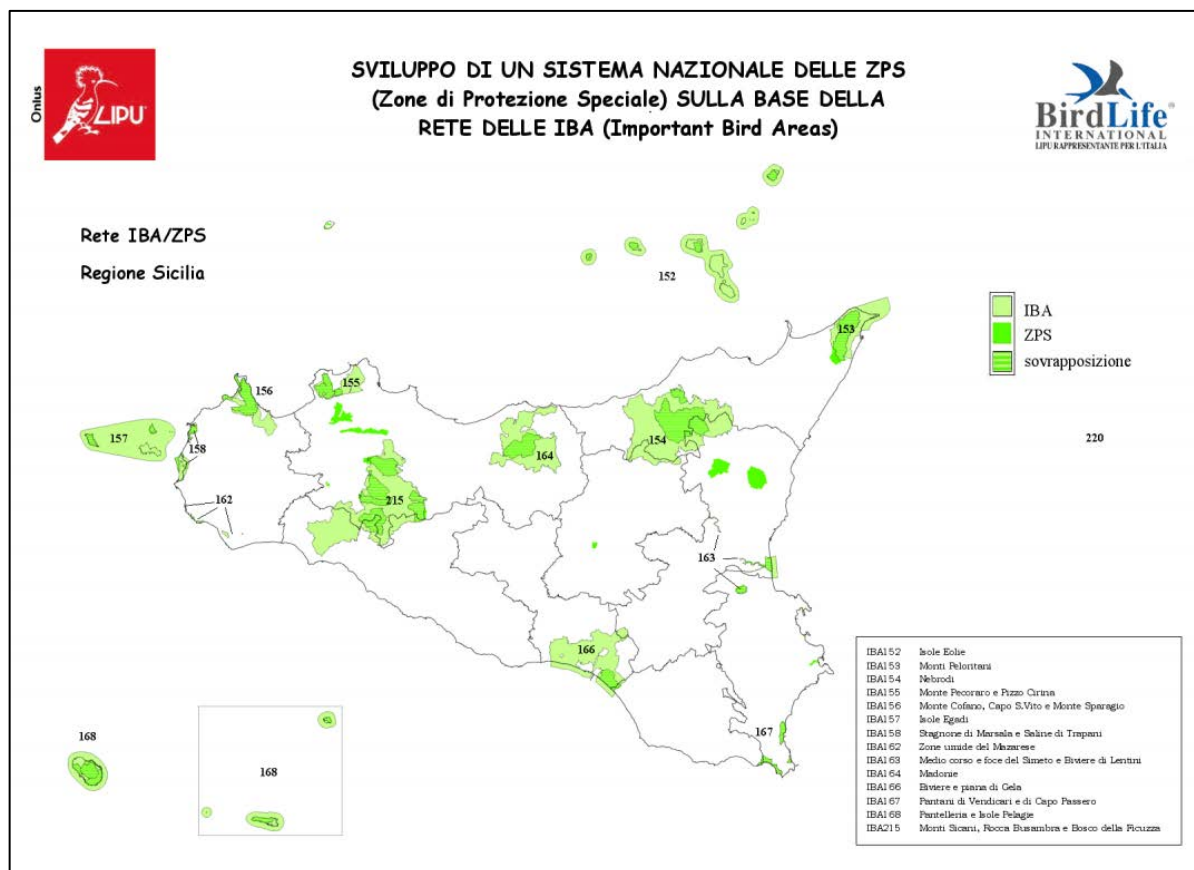 SVILUPPO DI UN SISTEMA NAZIONALE DELLE ZPS
(Zone di Protezione Speciale) SULLA BASE DELLA
RETE DELLE IBA (Important Bird Areas)
Onlus
LIPU
BirdLife®
INTERNATIONAL
LIPU RAPPRESENTANTE PER L'ITALIA
Rete IBA/ZPS
Regione Sicilia
152
IBA
ZPS
sovrapposizione
153
155
156
157
158
154
220
164
215
162
163
166
167
168
168
IBA152 Isole Eolie
IBA153 Monti Peloritani
IBA154 Nebrodi
IBA155 Monte Pecoraro e Pizzo Cirina
IBA156 Monte Cofano, Capo S.Vito e Monte Sparagio
IBA157 Isole Egadi
IBA158 Stagnone di Marsala e Saline di Trapani
IBA162 Zone umide del Mazarese
IBA163 Medio corso e foce del Simeto e Biviere di Lentini
IBA164 Madonie
IBA166 Biviere e piana di Gela
IBA167 Pantani di Vendicari e di Capo Passero
IBA168 Pantelleria e Isole Pelagie
IBA215 Monti Sicani, Rocca Busambra e Bosco della Ficuzza